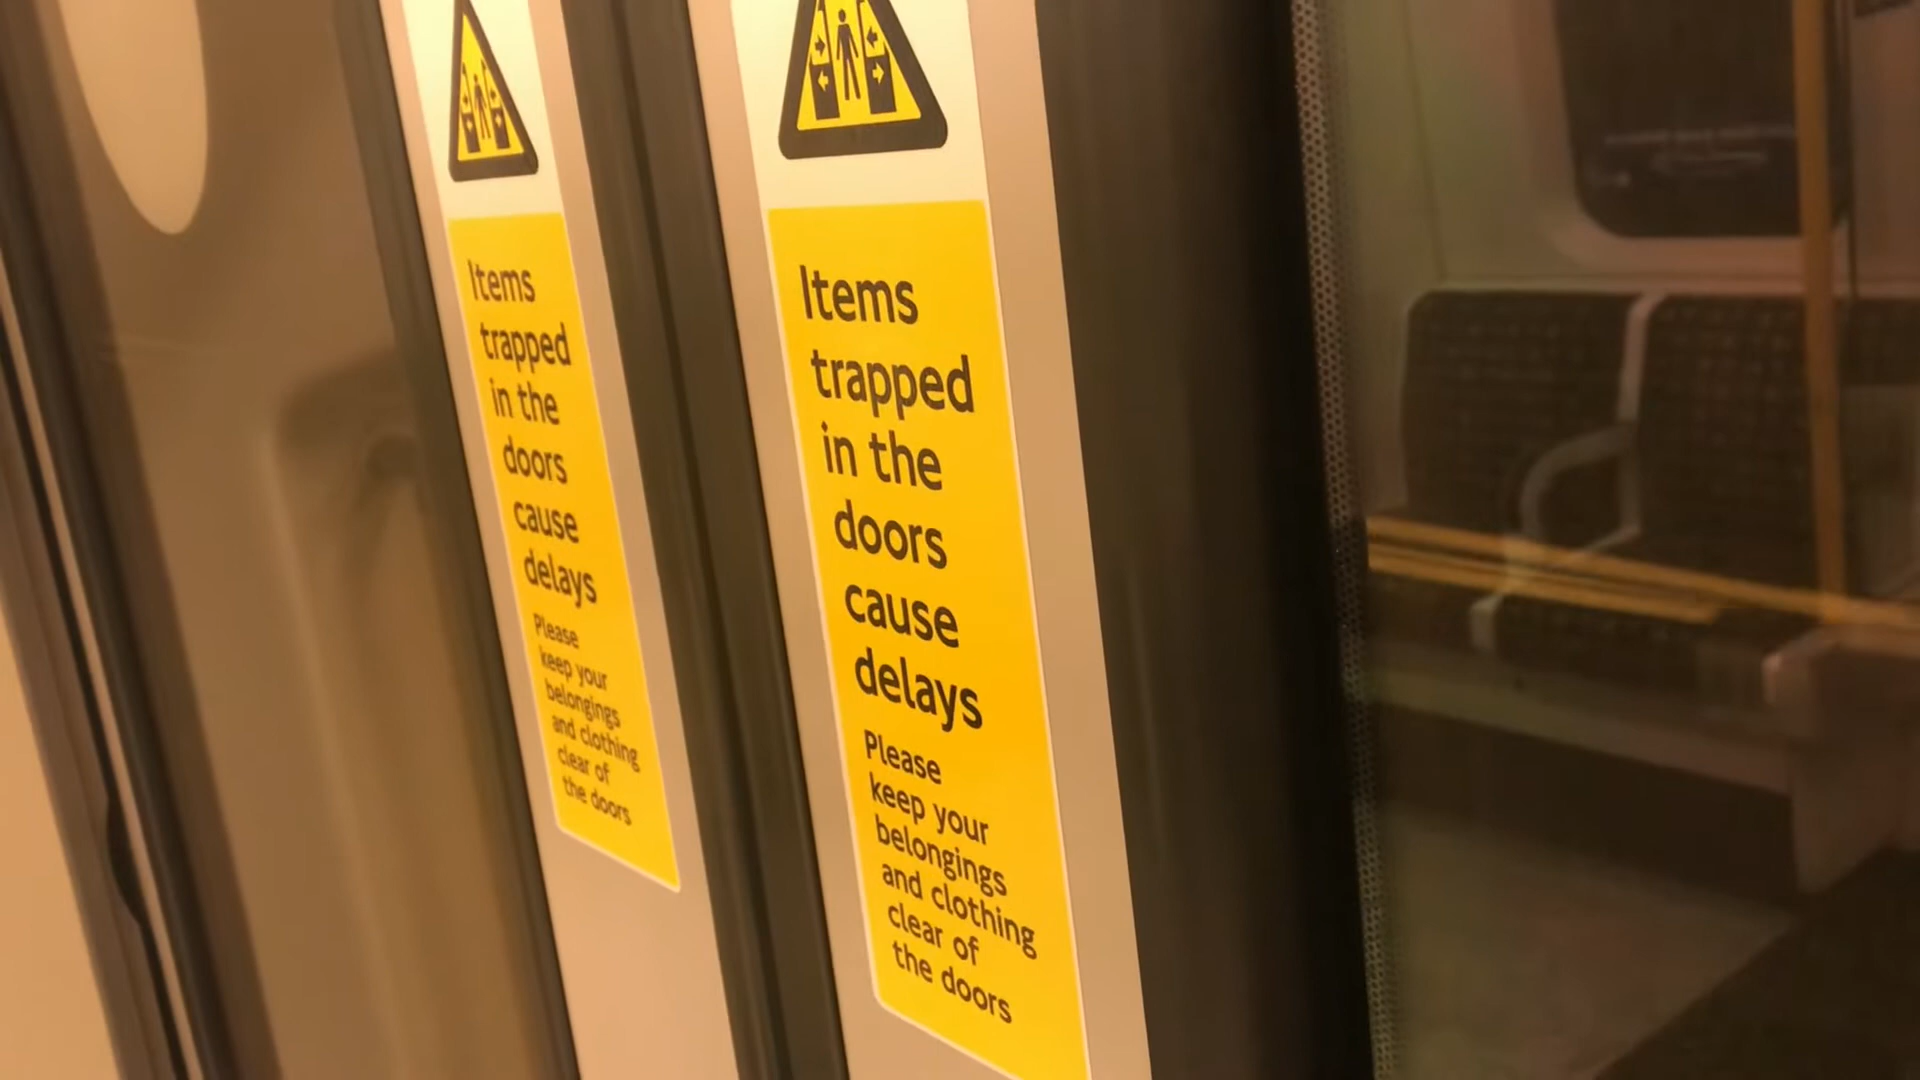 Items
trapped
in the
doors
cause
delays
Please
keep your
belongings
and clothing
clear of
the doors
Items
trapped
in the
doors
cause
delays
Please
keep your
belongings
and clothing
clear of
the doors